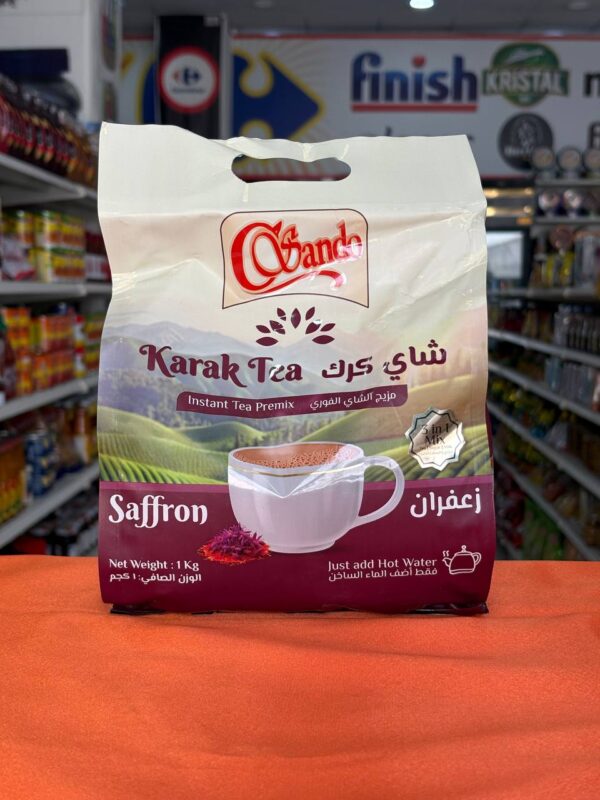 finish
KRISTAL
Sando
Karak Tea شاي كرك
Instant Tea Premix مزيج الشاي الفوري
3 in 1
Mix
Saffron
زعفران
Net Weight : 1 Kg
الوزن الصافي: ١ كجم
Just add Hot Water
فقط أضف الماء الساخن